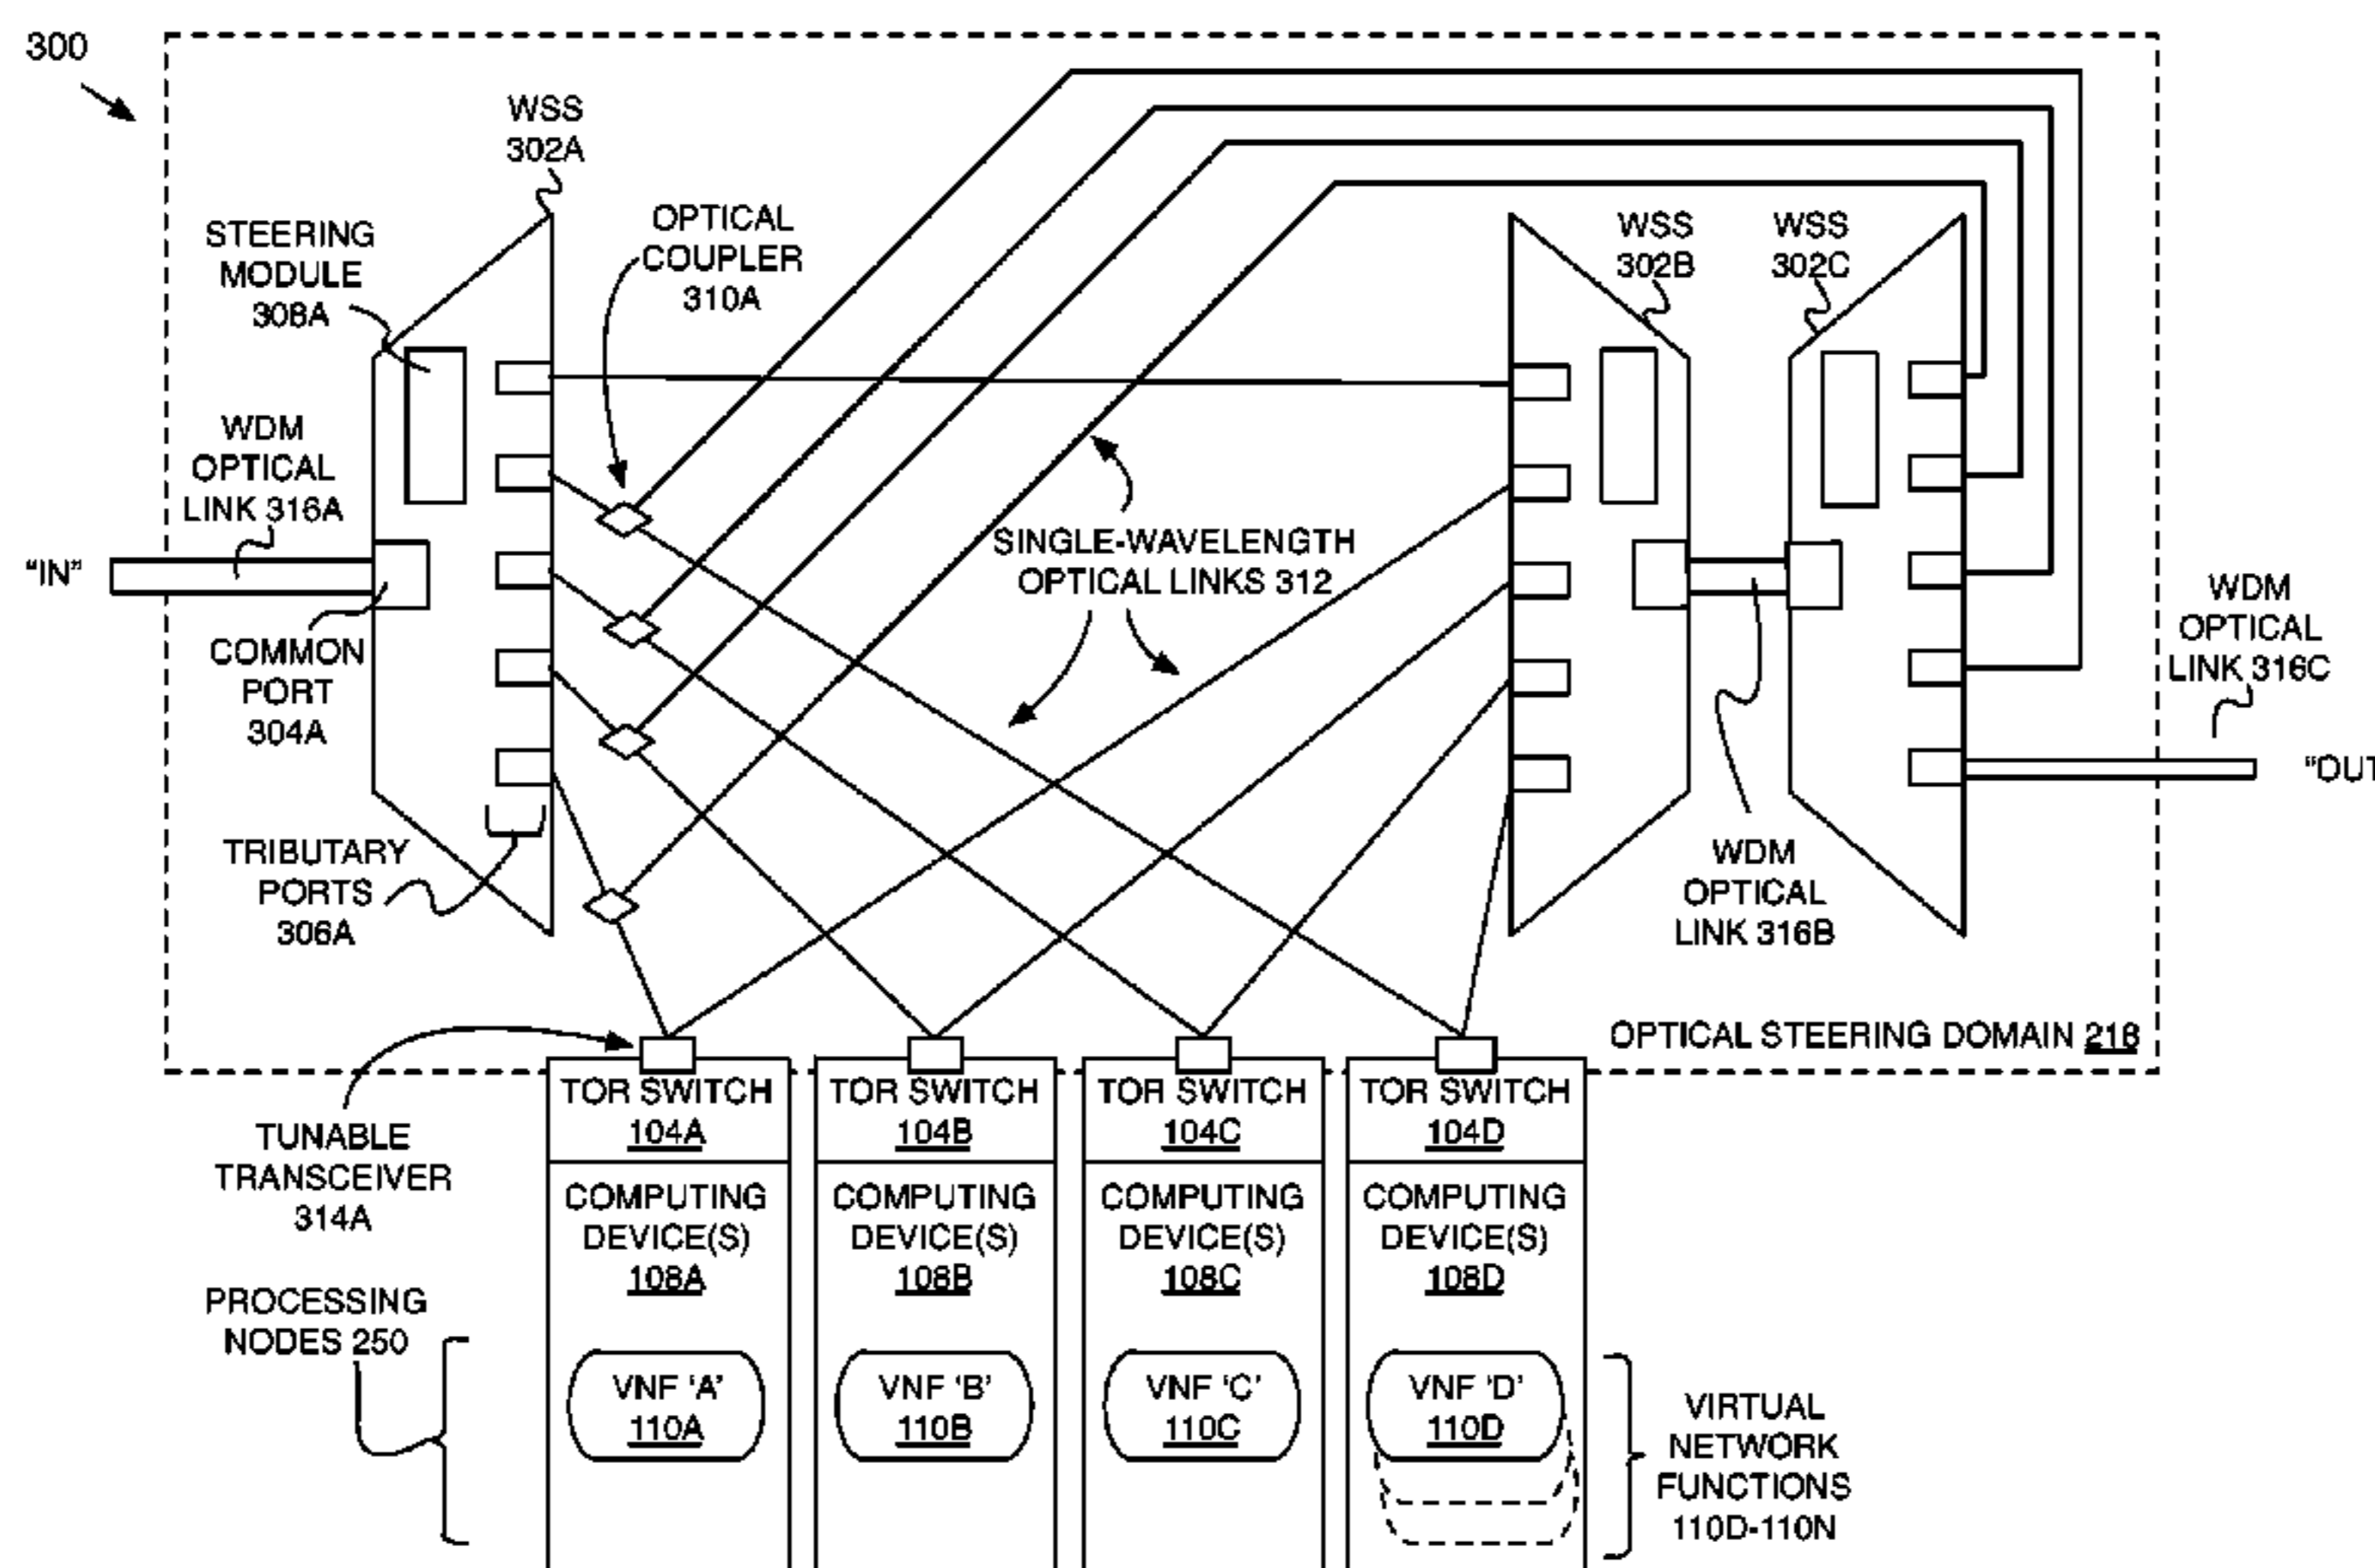 300
WSS
302A
STEERING
MODULE
308A
OPTICAL
COUPLER
310A
WSS
302B
WSS
302C
WDM
OPTICAL
LINK 316A
"IN"
COMMON
PORT
304A
SINGLE-WAVELENGTH
OPTICAL LINKS 312
WDM
OPTICAL
LINK 316C
"OUT
TRIBUTARY
PORTS
306A
WDM
OPTICAL
LINK 316B
OPTICAL STEERING DOMAIN 218
TUNABLE
TRANSCEIVER
314A
TOR SWITCH
104A
TOR SWITCH
104B
TOR SWITCH
104C
TOR SWITCH
104D
COMPUTING
DEVICE(S)
108A
COMPUTING
DEVICE(S)
108B
COMPUTING
DEVICE(S)
108C
COMPUTING
DEVICE(S)
108D
PROCESSING
NODES 250
VNF 'A'
110A
VNF 'B'
110B
VNF 'C'
110C
VNF 'D'
110D
VIRTUAL
NETWORK
FUNCTIONS
110D-110N